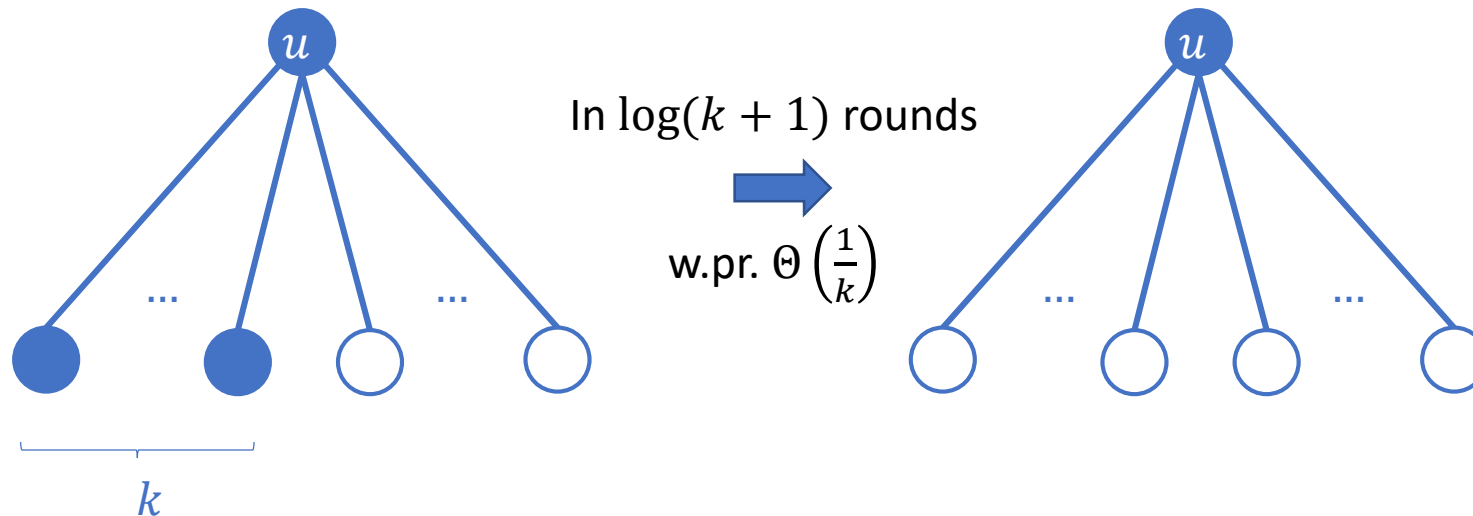 u
In log(k + 1) rounds
w.pr. Θ(1/k)
... ...
k
u
... ...